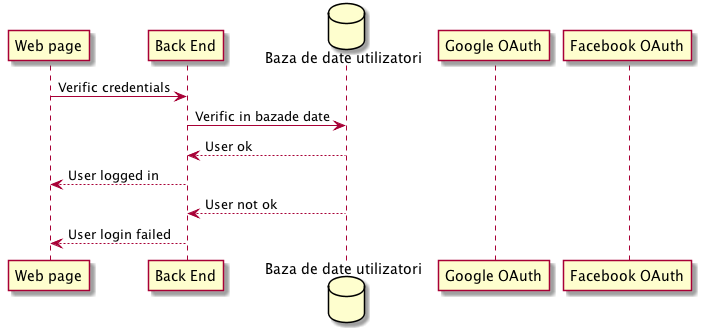 Web page
Back End
Baza de date utilizatori
Google OAuth
Facebook OAuth
Verific credentials
Verific in bazade date
User ok
User logged in
User not ok
User login failed
Web page
Back End
Baza de date utilizatori
Google OAuth
Facebook OAuth